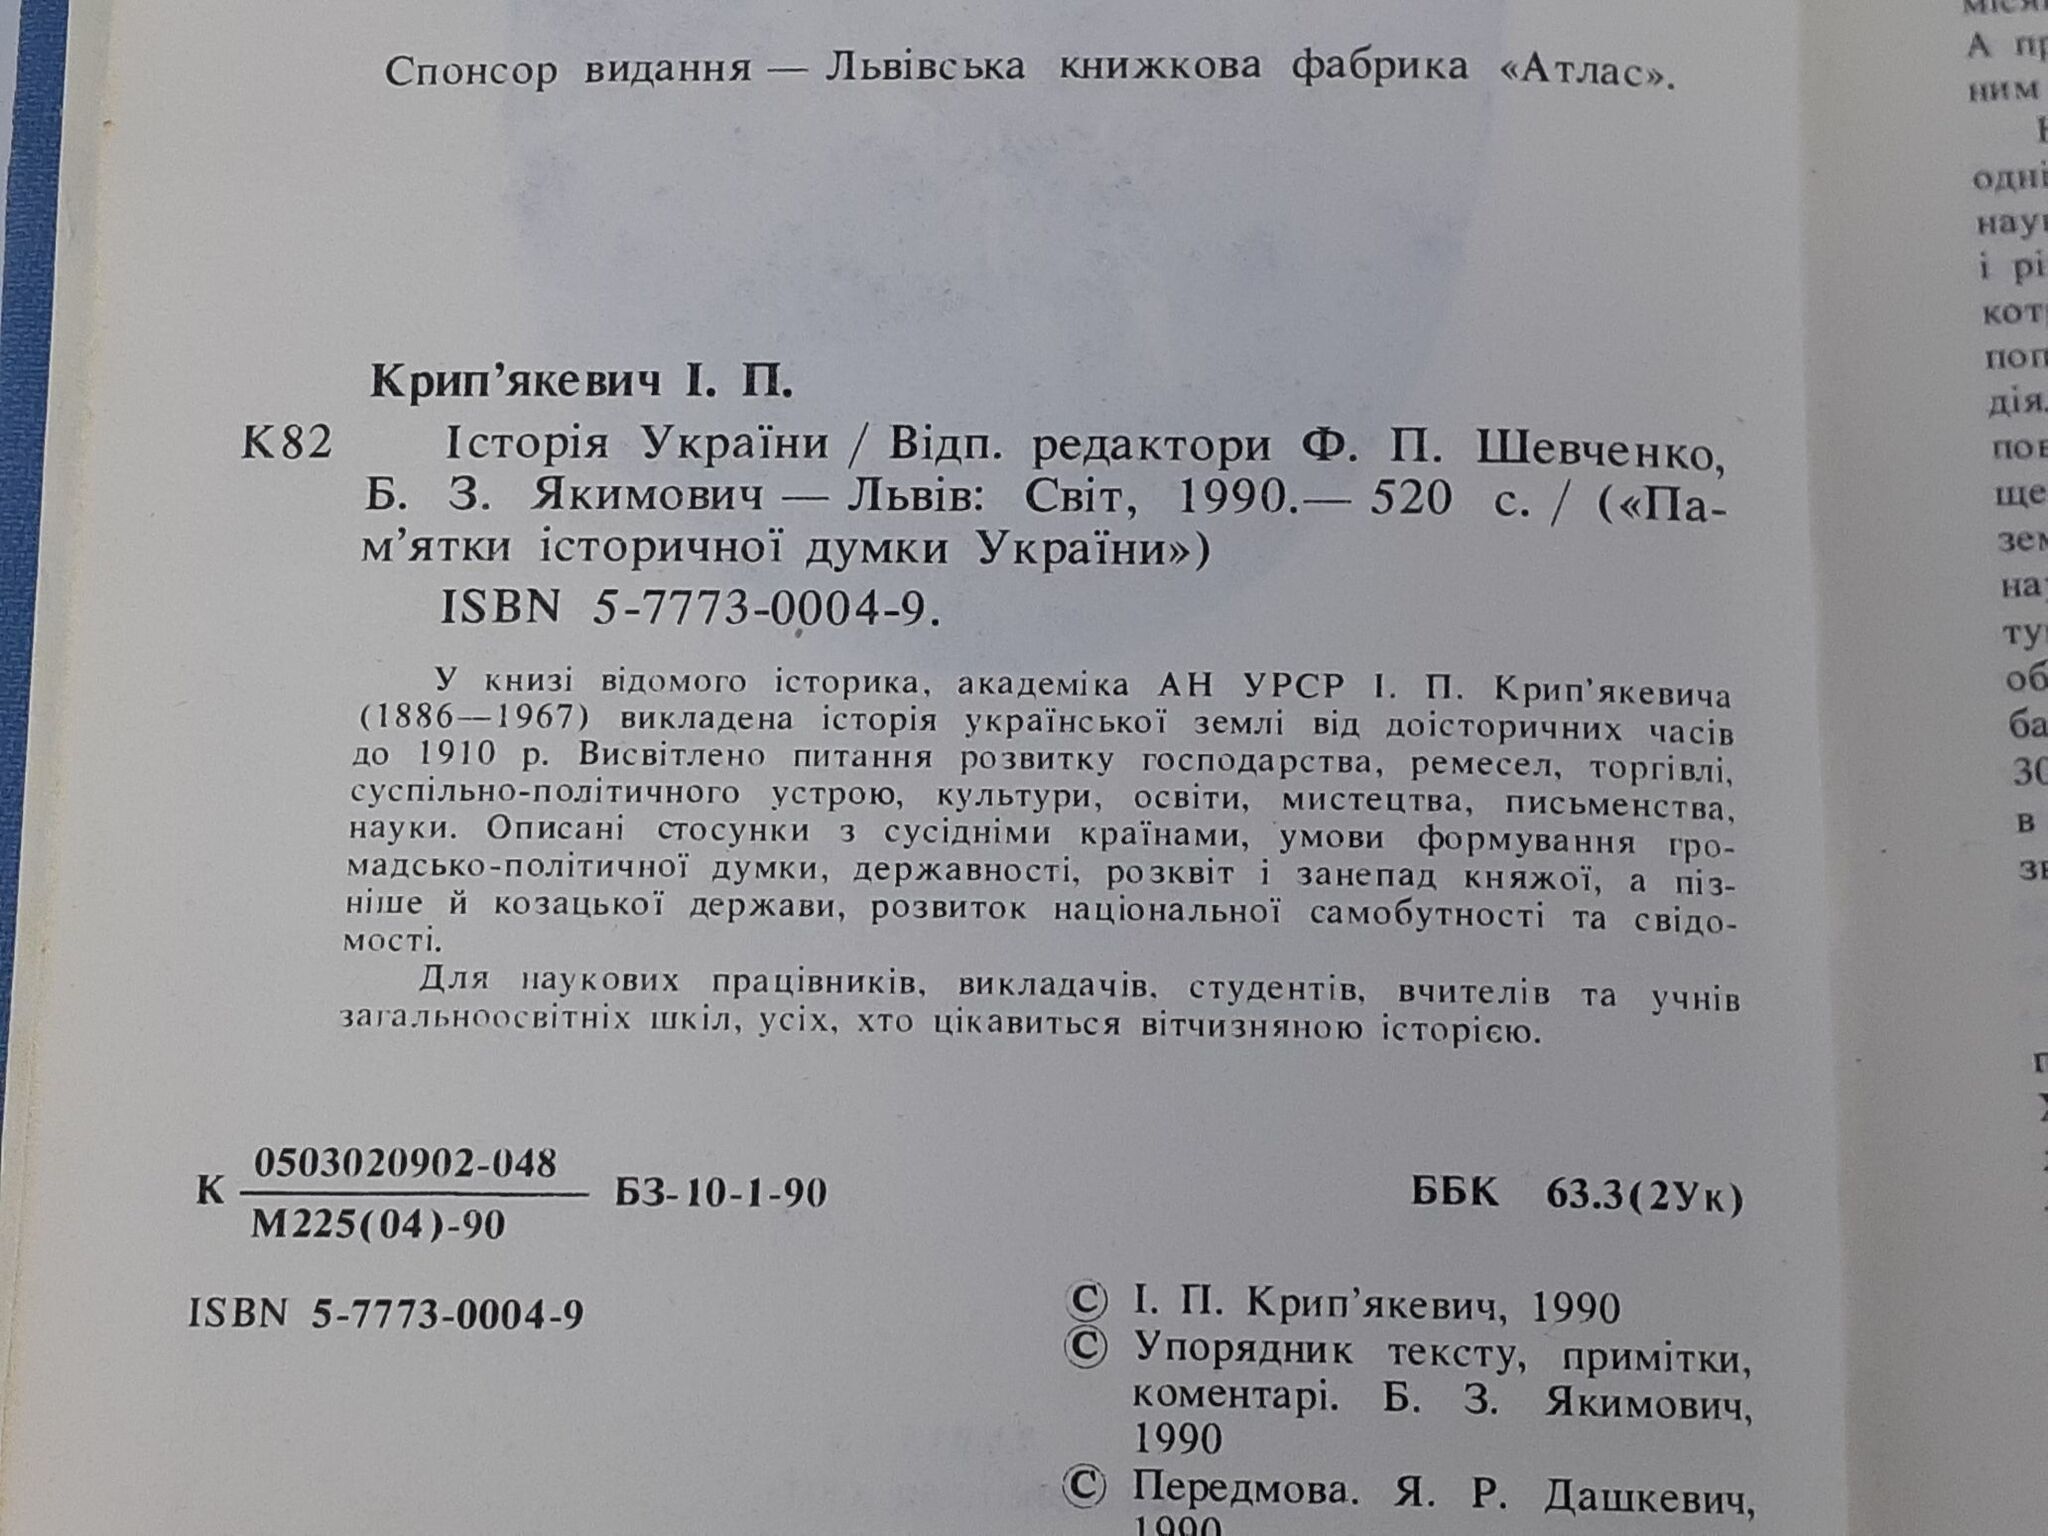 Спонсор видання — Львівська книжкова фабрика «Атлас».
Крип’якевич І. П.
К82 Історія України / Відп. редактори Ф. П. Шевченко,
Б. З. Якимович — Львів: Світ, 1990.— 520 с. / («Па-
м’ятки історичної думки України»)
ISBN 5-7773-0004-9.
У книзі відомого історика, академіка АН УРСР І. П. Крип’якевича
(1886—1967) викладена історія української землі від доісторичних часів
до 1910 р. Висвітлено питання розвитку господарства, ремесел, торгівлі,
суспільно-політичного устрою, культури, освіти, мистецтва, письменства,
науки. Описані стосунки з сусідніми країнами, умови формування гро-
мадсько-політичної думки, державності, розквіт і занепад княжої, а піз-
ніше й козацької держави, розвиток національної самобутності та свідо-
мості.
Для наукових працівників, викладачів, студентів, вчителів та учнів
загальноосвітніх шкіл, усіх, хто цікавиться вітчизняною історією.
К 0503020902-048
М225(04)-90
БЗ-10-1-90
ББК 63.3(2Ук)
ISBN 5-7773-0004-9
© І. П. Крип’якевич, 1990
© Упорядник тексту, примітки,
коментарі. Б. З. Якимович,
1990
© Передмова. Я. Р. Дашкевич,
1990
А
ним
і
в